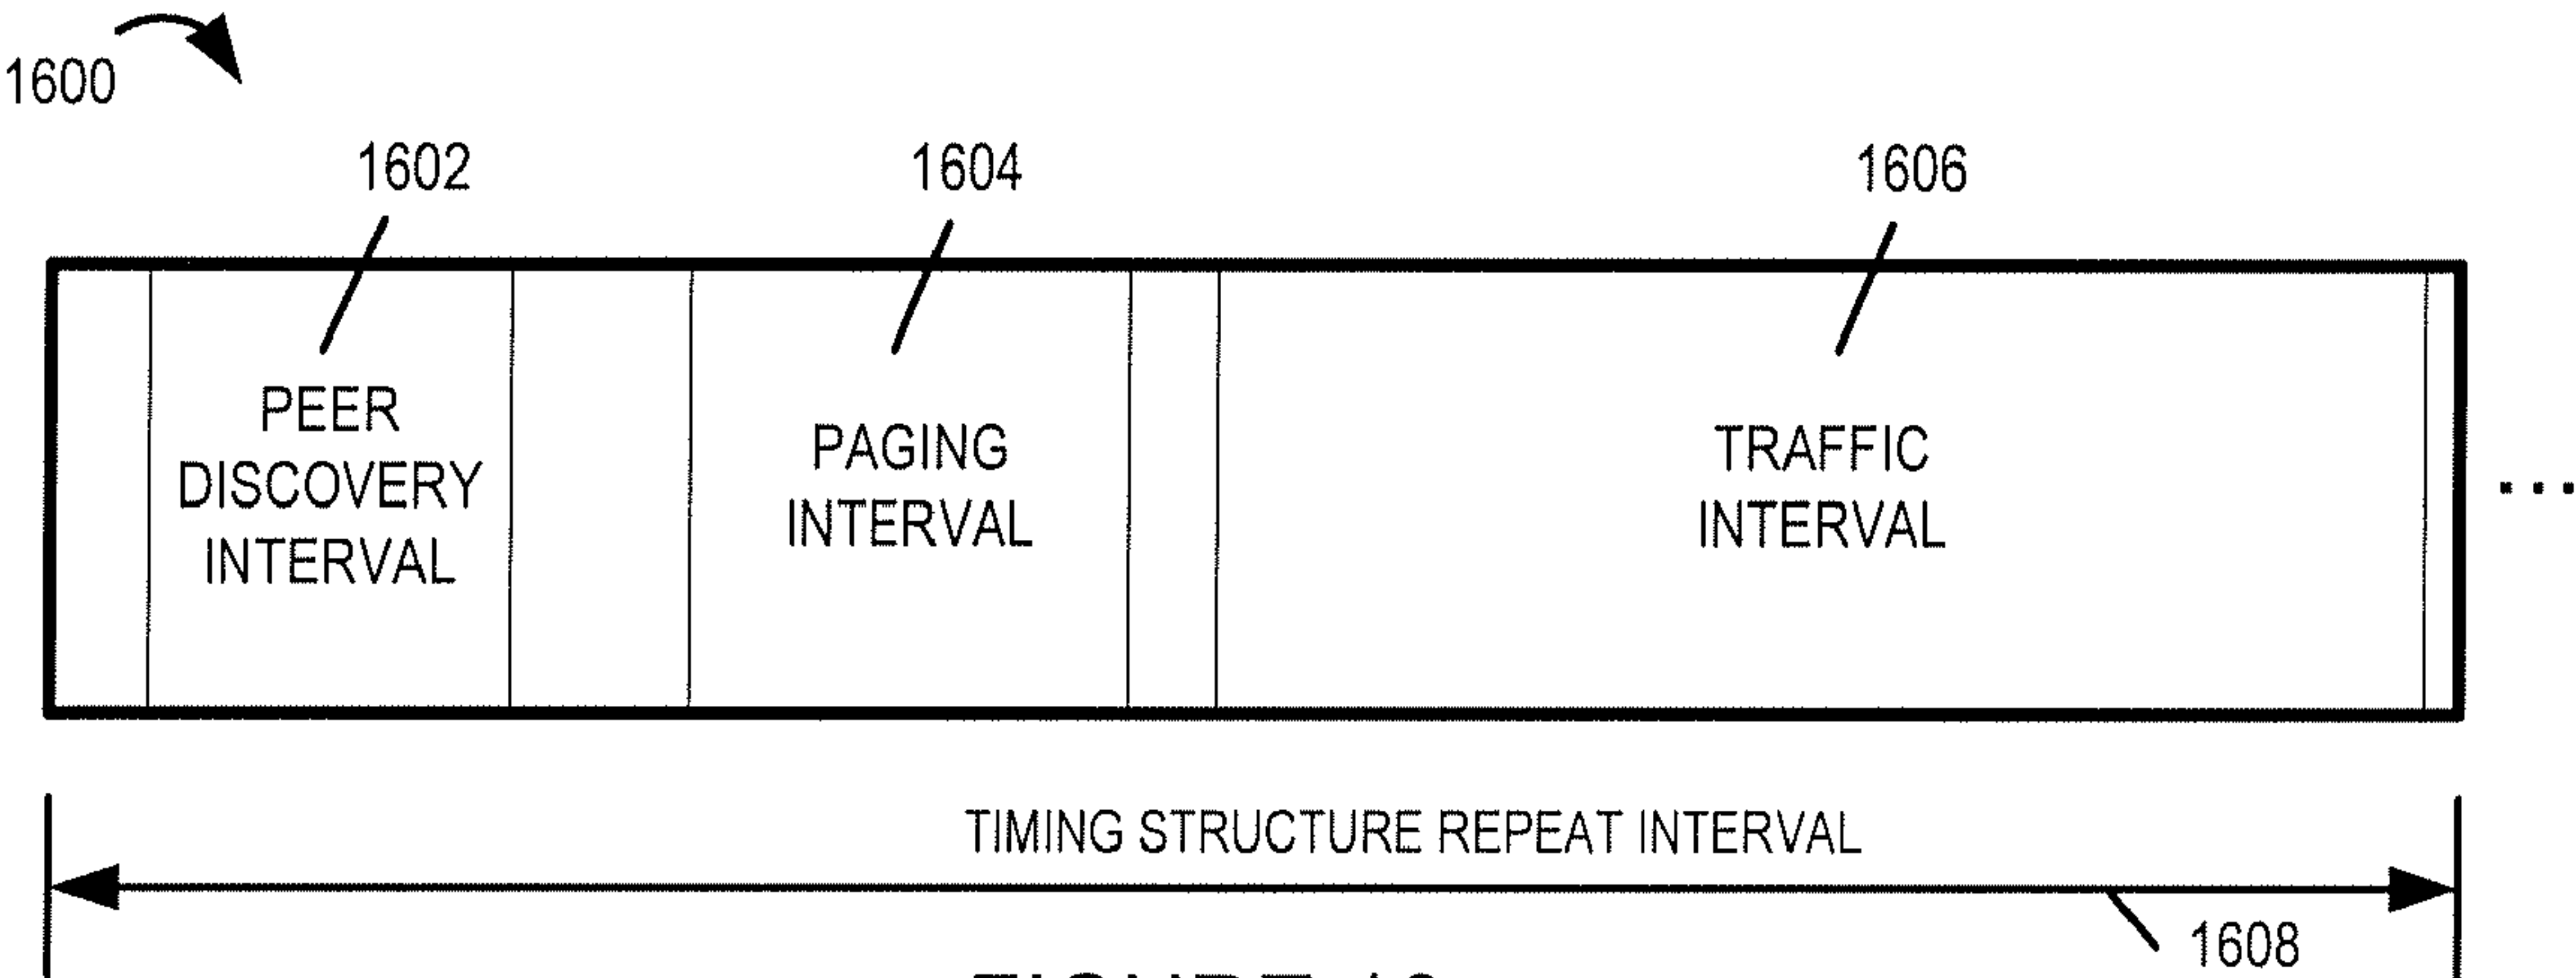 1600
1602
1604
1606
PEER
DISCOVERY
INTERVAL
PAGING
INTERVAL
TRAFFIC
INTERVAL
...
TIMING STRUCTURE REPEAT INTERVAL
1608